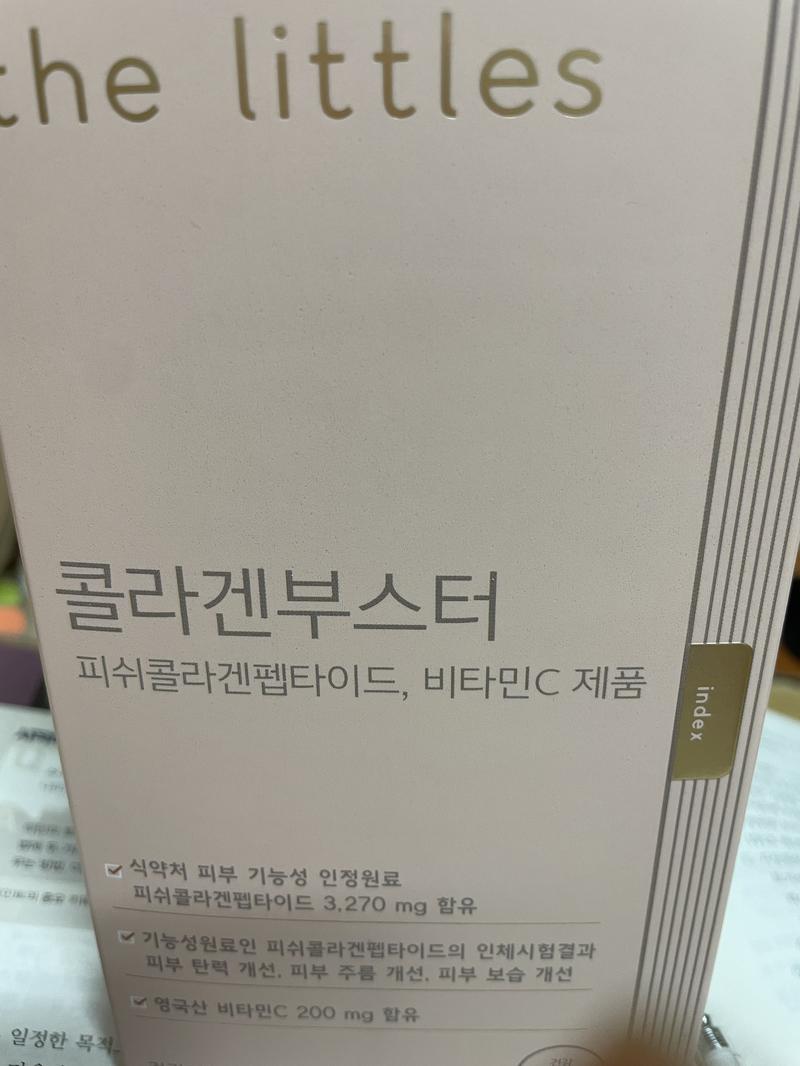 the littles
콜라겐부스터
피쉬콜라겐펩타이드, 비타민C 제품
index
식약처 피부 기능성 인정원료
피쉬콜라겐펩타이드 3,270 mg 함유
기능성원료인 피쉬콜라겐펩타이드의 인체시험결과
피부 탄력 개선, 피부 주름 개선, 피부 보습 개선
영국산 비타민C 200 mg 함유
건강
일정한 목적